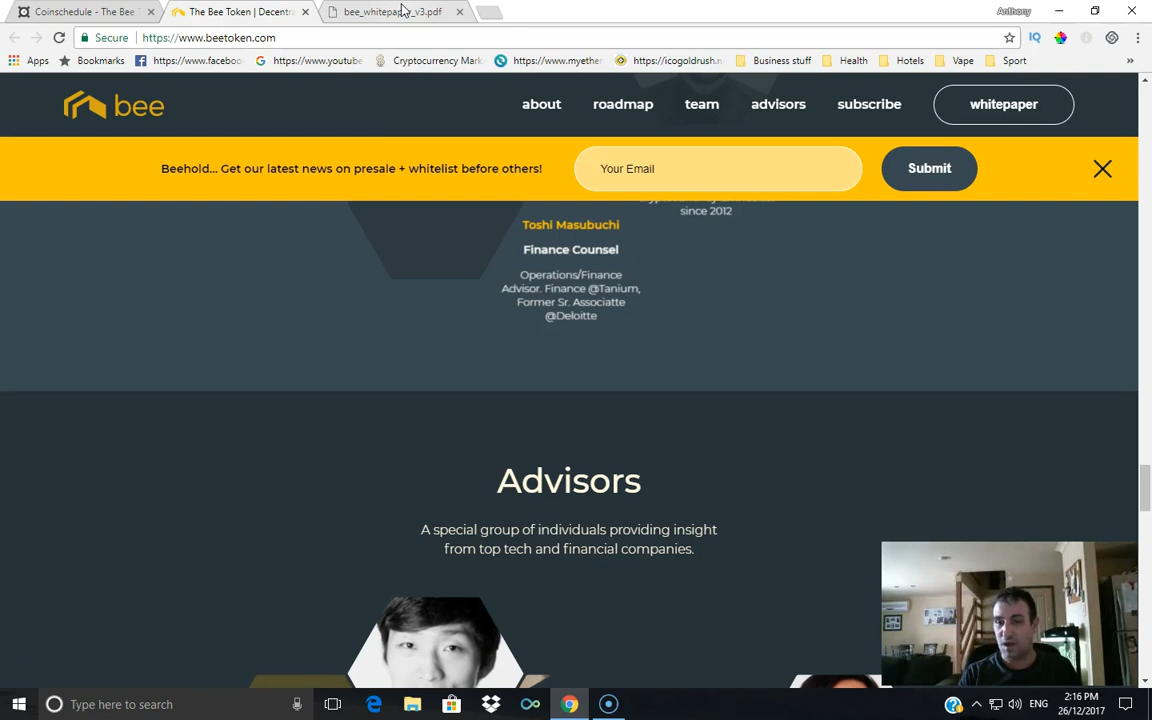 Coinschedule - The Bee T
The Bee Token | Decentra
bee_whitepaper_v3.pdf
Anthony
Secure
https://www.beetoken.com
Apps
Bookmarks
https://www.faceboo
https://www.youtube
Cryptocurrency Mark
https://www.myether
https://icogoldrush.n
Business stuff
Health
Hotels
Vape
Sport
»
bee
about
roadmap
team
advisors
subscribe
whitepaper
Beehold... Get our latest news on presale + whitelist before others!
Your Email
Submit
since 2012
Toshi Masubuchi
Finance Counsel
Operations/Finance
Advisor. Finance @Tanium,
Former Sr. Associatte
@Deloitte
Advisors
A special group of individuals providing insight
from top tech and financial companies.
Type here to search
ENG
2:16 PM
26/12/2017